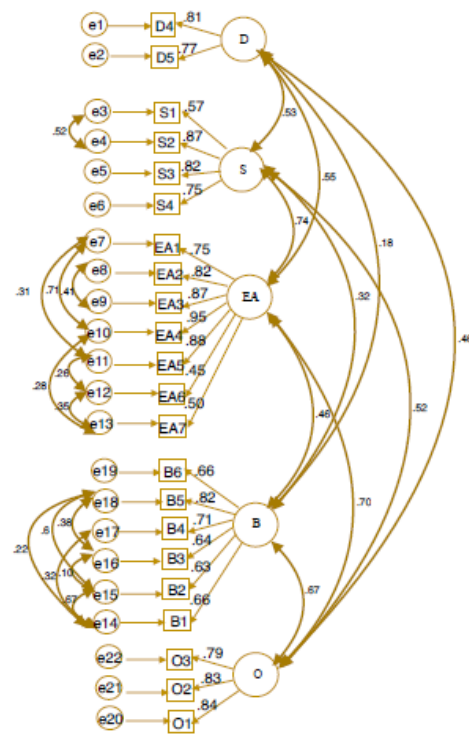 e1 D4 .81
D
e2 D5 .77
.53
e3 S1 .57
.52
e4 S2 .87
S
e5 S3 .82
.55
e6 S4 .75
.74
.18
e7 EA1 .75
e8 EA2 .82
.31 .71 .41
e9 EA3 .87
EA
.32
e10 EA4 .95
e11 EA5 .88
.26
e12 EA6 .45
.28 .35
e13 EA7 .50
.46
.52
e19 B6 .66
e18 B5 .82
B
.70
e17 B4 .71
.6 .38
e16 B3 .64
.22 .32 .10
e15 B2 .63
.67
e14 B1 .66
.67
e22 O3 .79
O
e21 O2 .83
e20 O1 .84